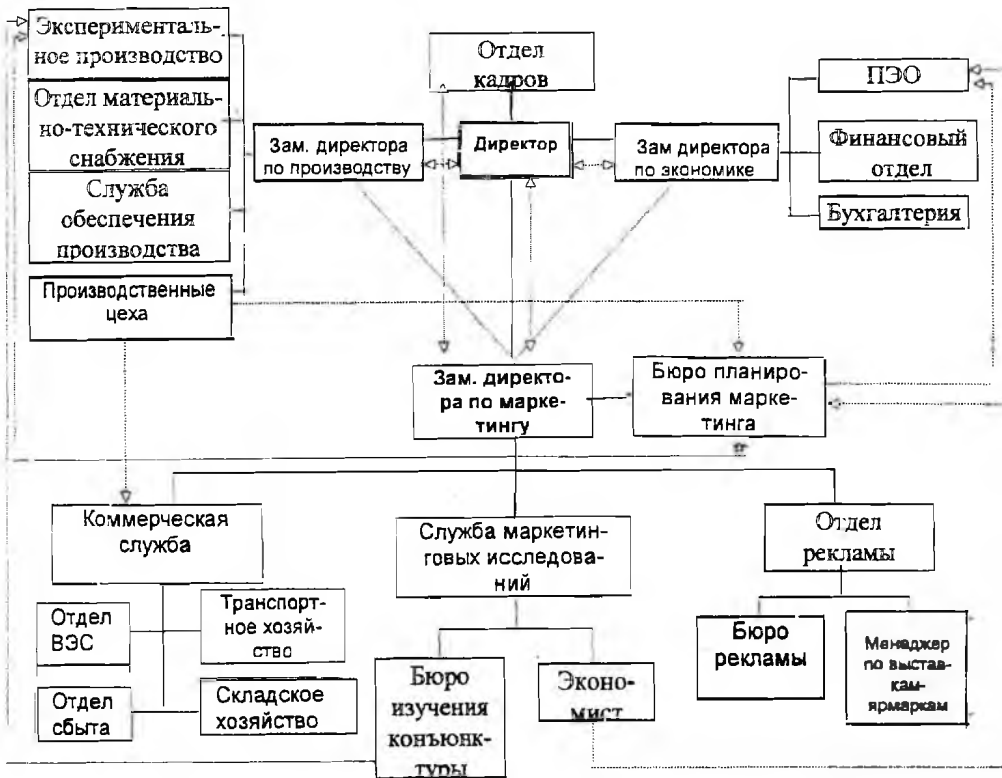 Эксперименталь-
ное производство
Отдел материаль-
но-технического
снабжения
Служба
обеспечения
производства
Производственные
цеха
Отдел
кадров
Зам. директора
по производству
Директор
Зам директора
по экономике
ПЭО
Финансовый
отдел
Бухгалтерия
Зам. директо-
ра по марке-
тингу
Бюро планиро-
вания марке-
тинга
Коммерческая
служба
Служба маркетин-
говых исследова-
ний
Отдел
рекламы
Отдел
ВЭС
Транспорт-
ное хозяй-
ство
Отдел
сбыта
Складское
хозяйство
Бюро
изучения
конъюнк-
туры
Эконо-
мист
Бюро
рекламы
Менеджер
по выстав-
кам-
ярмаркам